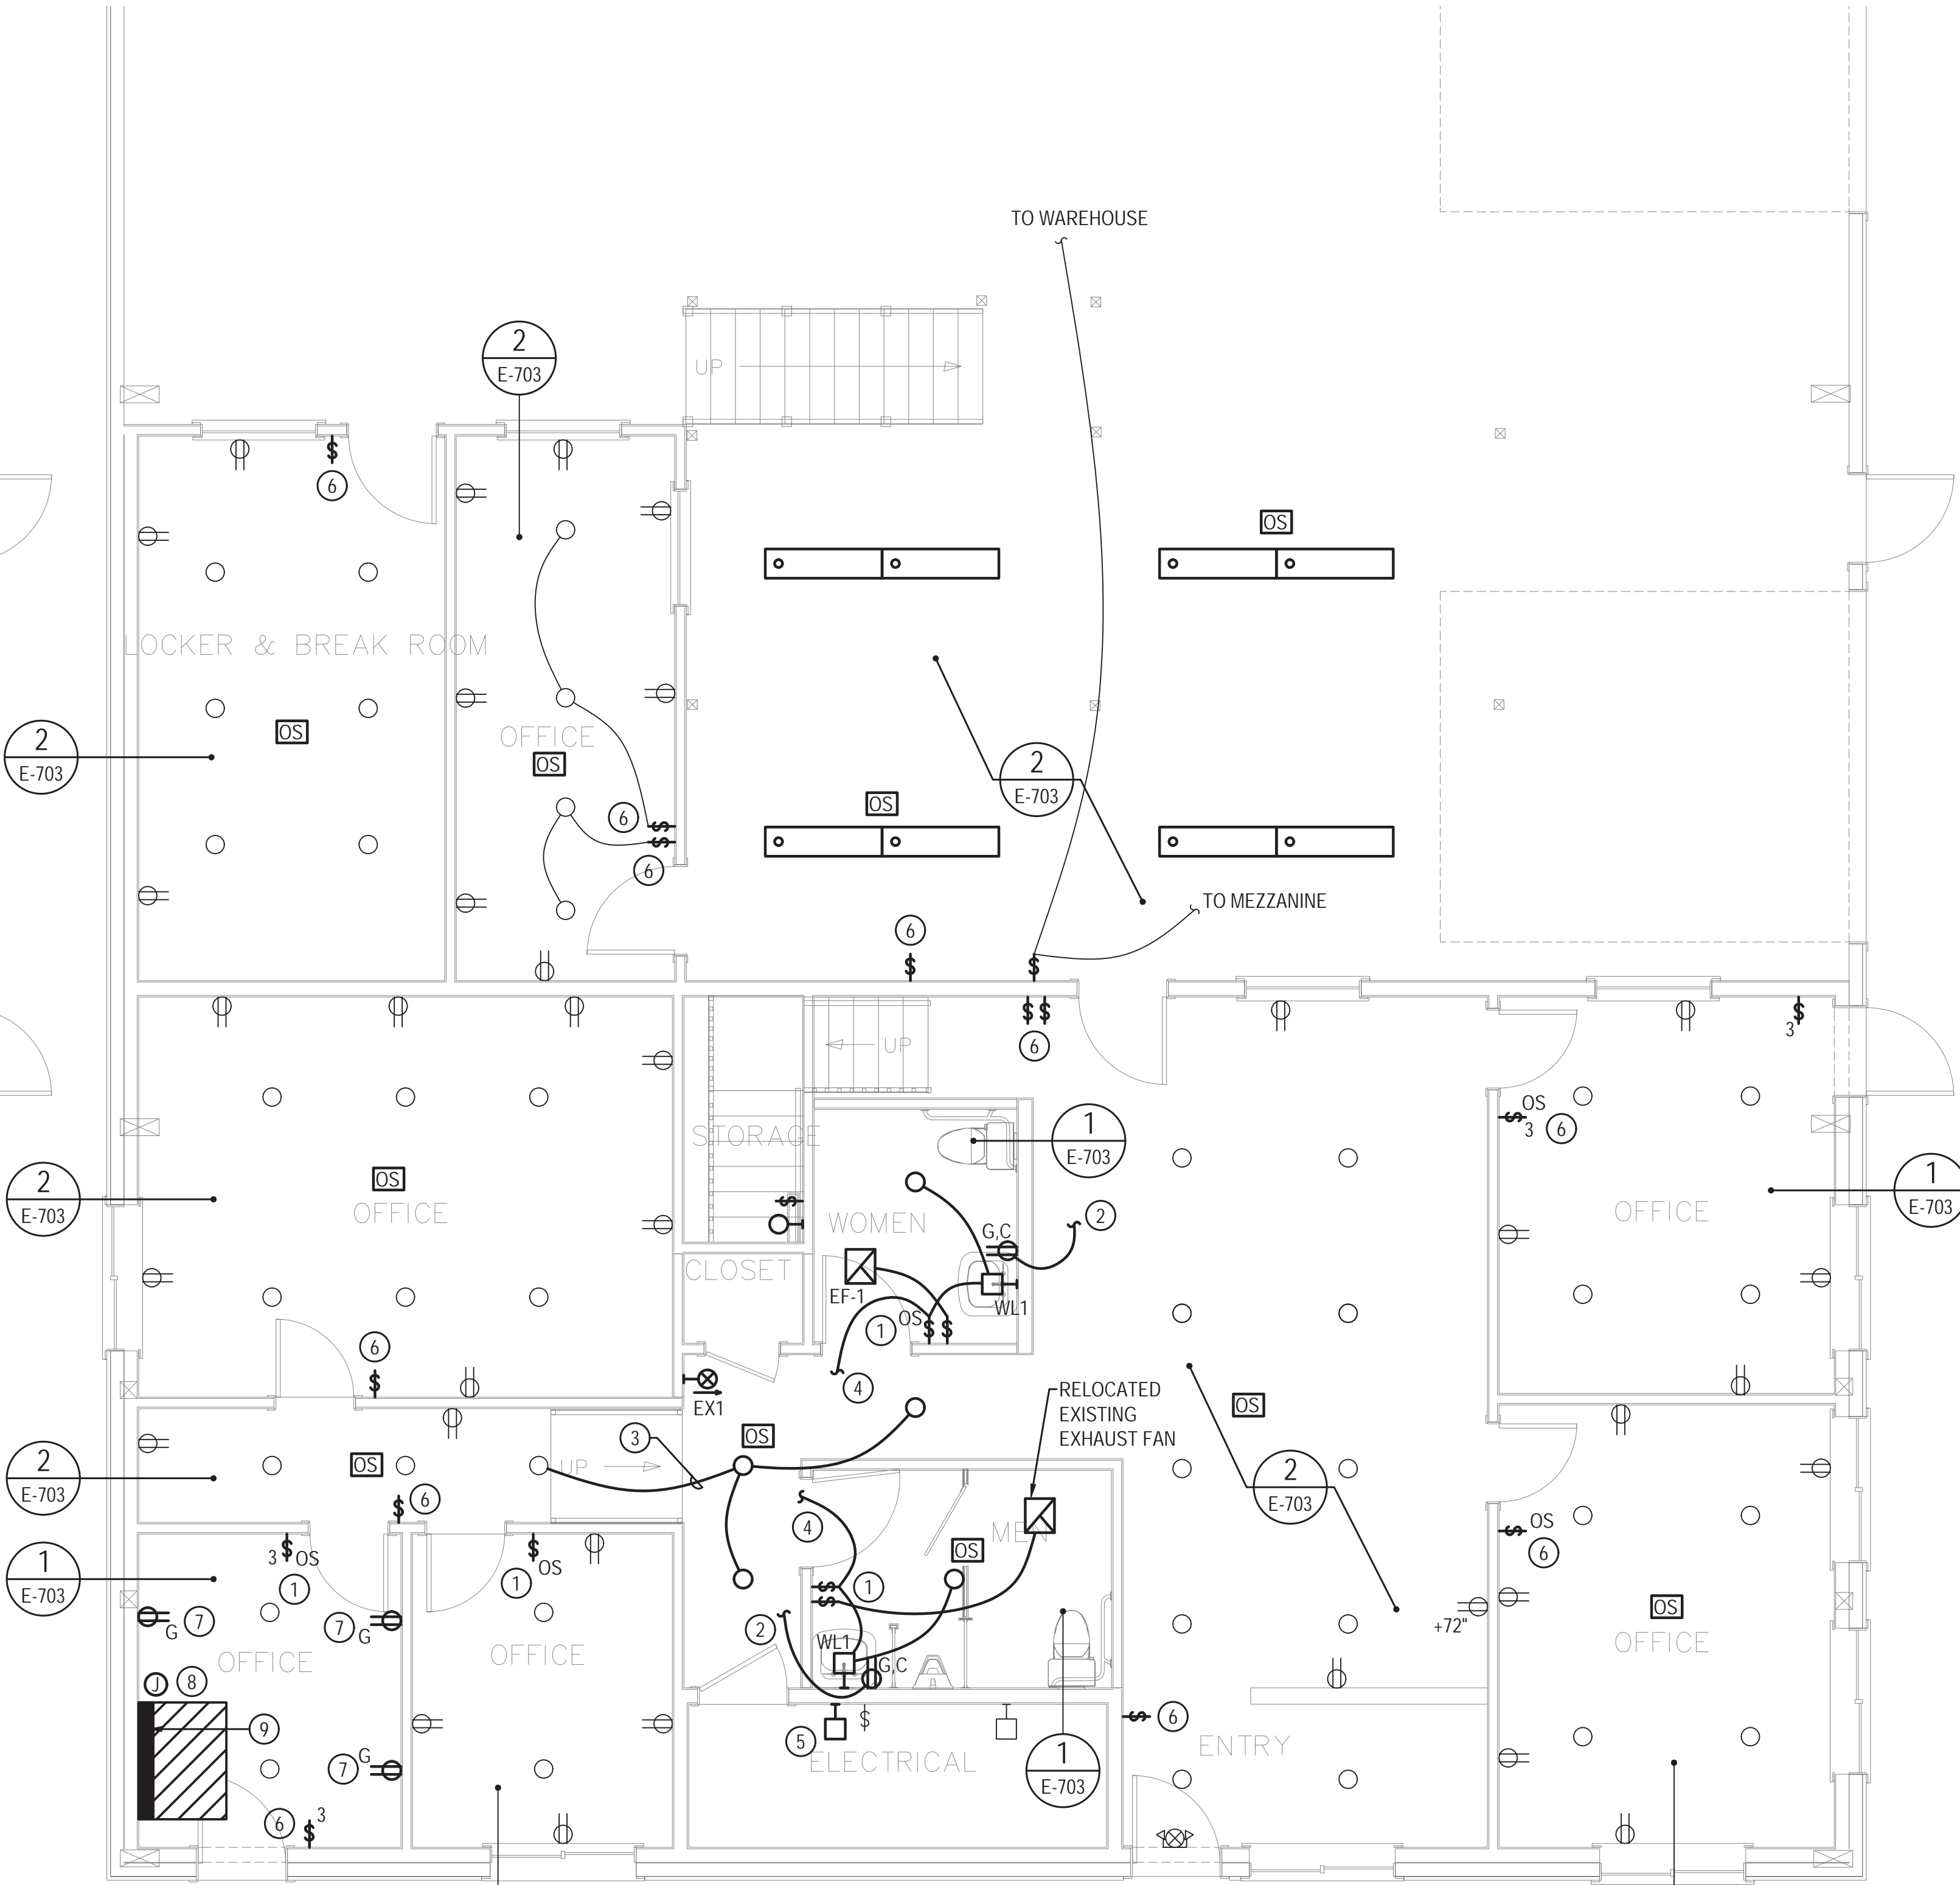 TO WAREHOUSE
2
E-703
UP
$
6
OS
LOCKER & BREAK ROOM
OFFICE
OS
2
E-703
OS
2
E-703
OS
6
$
$
6
TO MEZZANINE
6
$
$
$ $
6
UP
$
3
OS
$
3
6
STORAGE
1
E-703
OS
2
E-703
OFFICE
$
WOMEN
G,C
2
OFFICE
1
E-703
CLOSET
EF-1
WL1
1
OS
$ $
6
$
4
EX1
RELOCATED
EXISTING
EXHAUST FAN
OS
3
OS
OS
2
E-703
UP
2
E-703
6
$
4
MEN
OS
$
6
3
$
OS
1
$
OS
1
OS
1
E-703
$
$
1
7
G
7
G
2
+72"
OS
OFFICE
OFFICE
WL1
G,C
OFFICE
J
8
9
5
$
$
6
ELECTRICAL
ENTRY
7
G
1
E-703
6
3
$